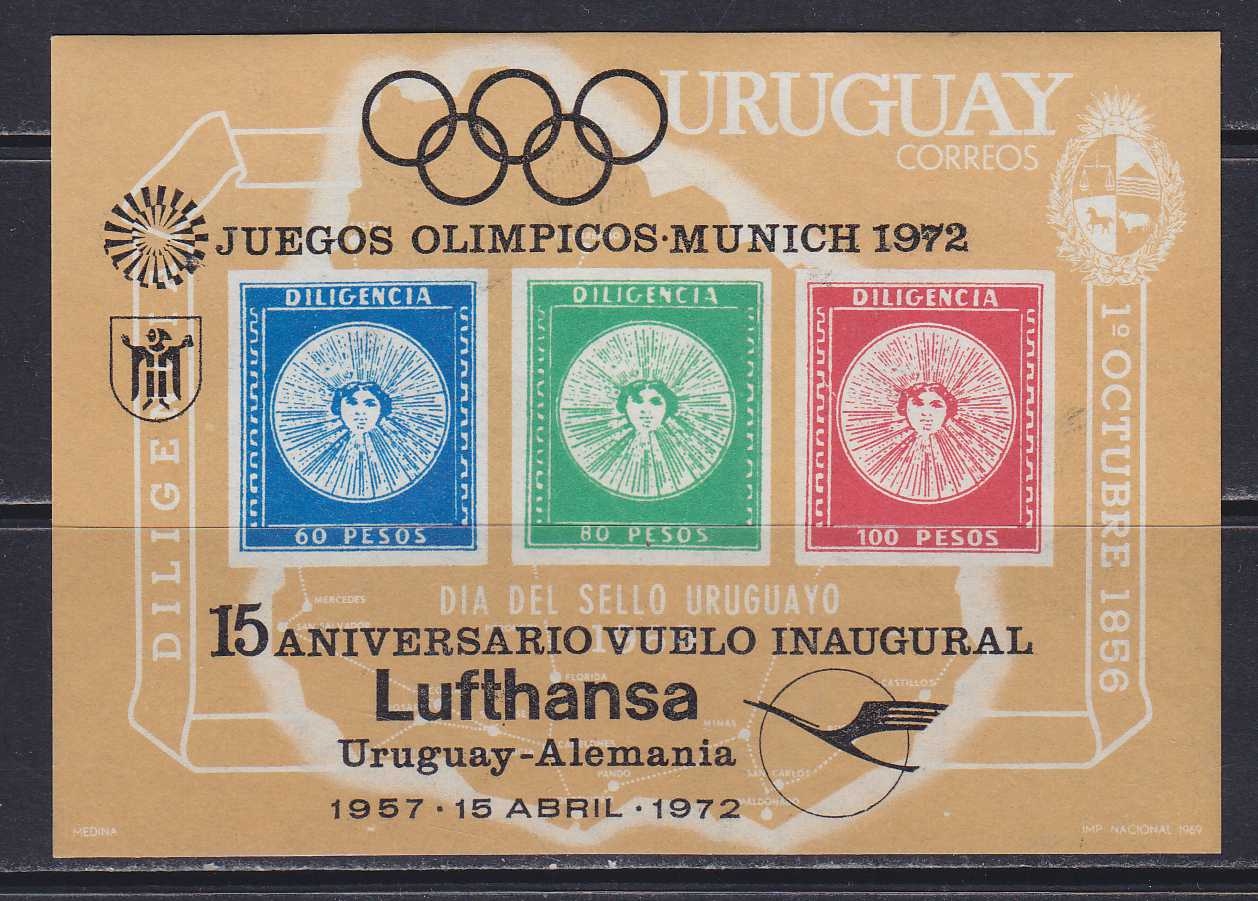 URUGUAY
CORREOS
JUEGOS OLIMPICOS·MUNICH 1972
DILIGENCIA
60 PESOS
DILIGENCIA
80 PESOS
DILIGENCIA
100 PESOS
DILIGE
1º OCTUBRE 1856
MERCEDES
SAN SALVADOR
DIA DEL SELLO URUGUAYO
15 ANIVERSARIO VUELO INAUGURAL
FLORIDA
CASTILLOS
Lufthansa
MINAS
Uruguay-Alemania
PANDO
SAN CARLOS
MALDONADO
1957 · 15 ABRIL · 1972
MEDINA
IMP NACIONAL 1969